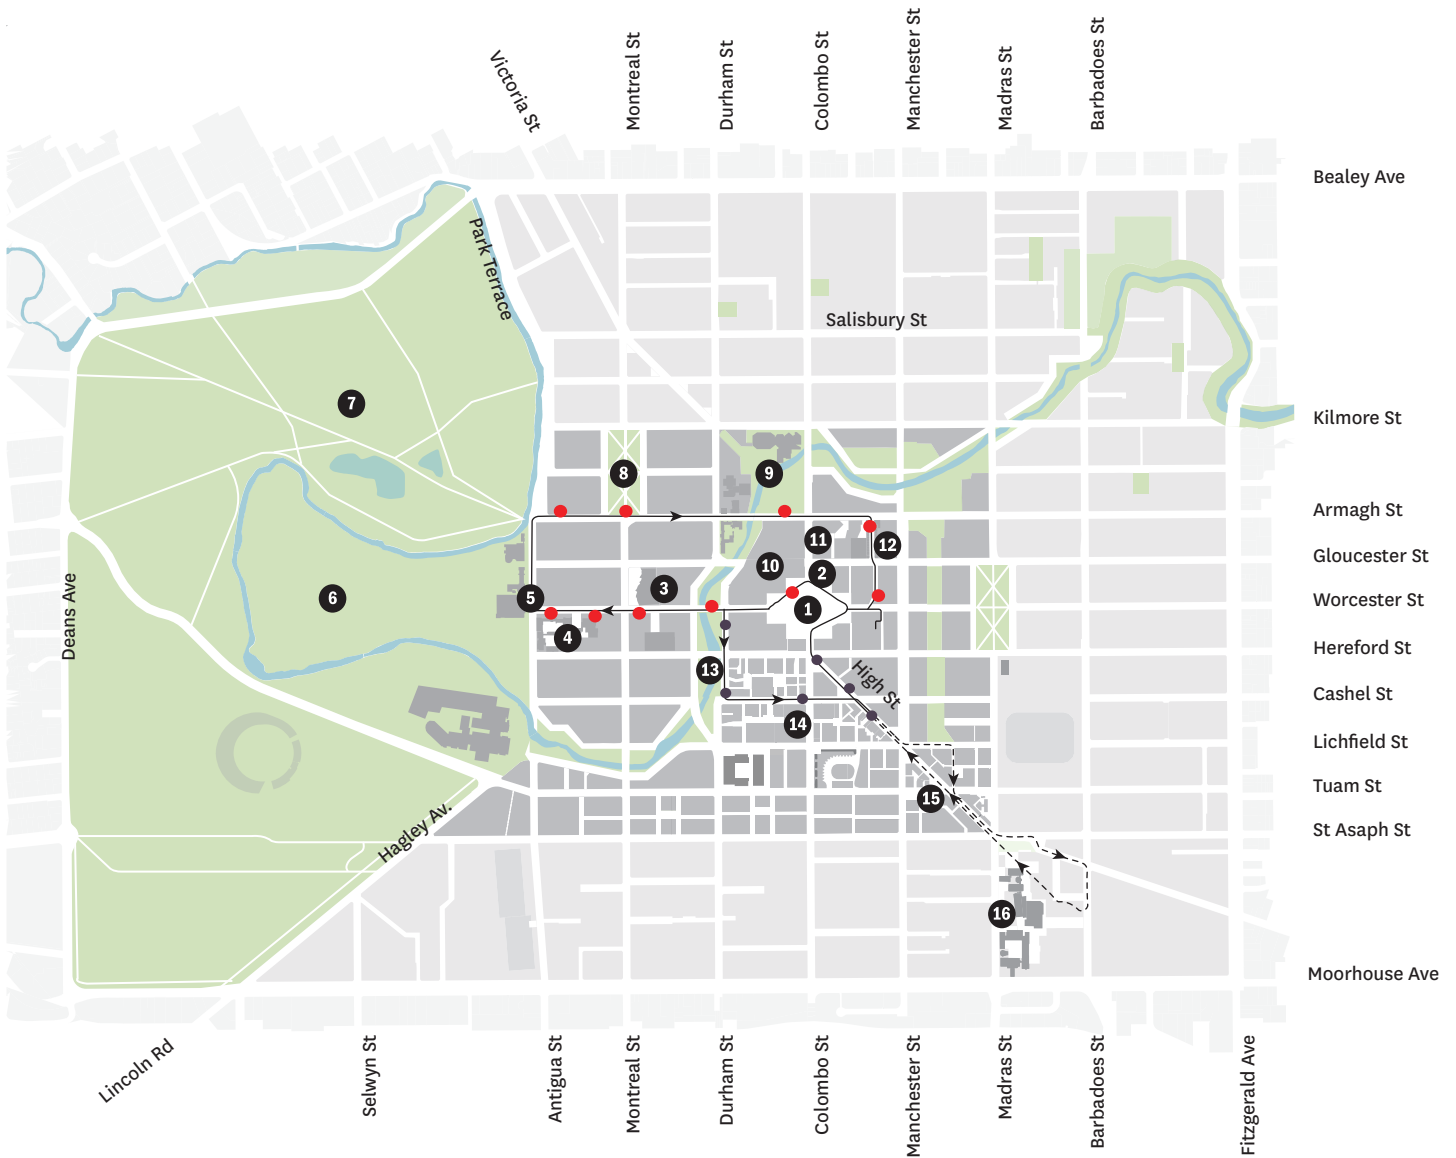 Victoria St
Montreal St
Durham St
Colombo St
Manchester St
Madras St
Barbadoes St
Bealey Ave
Park Terrace
Salisbury St
7
Kilmore St
8
9
Armagh St
11
12
Gloucester St
10
2
3
5
6
Worcester St
1
4
Deans Ave
Hereford St
13
High St
Cashel St
14
Lichfield St
Tuam St
15
Hagley Av.
St Asaph St
16
Moorhouse Ave
Lincoln Rd
Selwyn St
Antigua St
Montreal St
Durham St
Colombo St
Manchester St
Madras St
Barbadoes St
Fitzgerald Ave